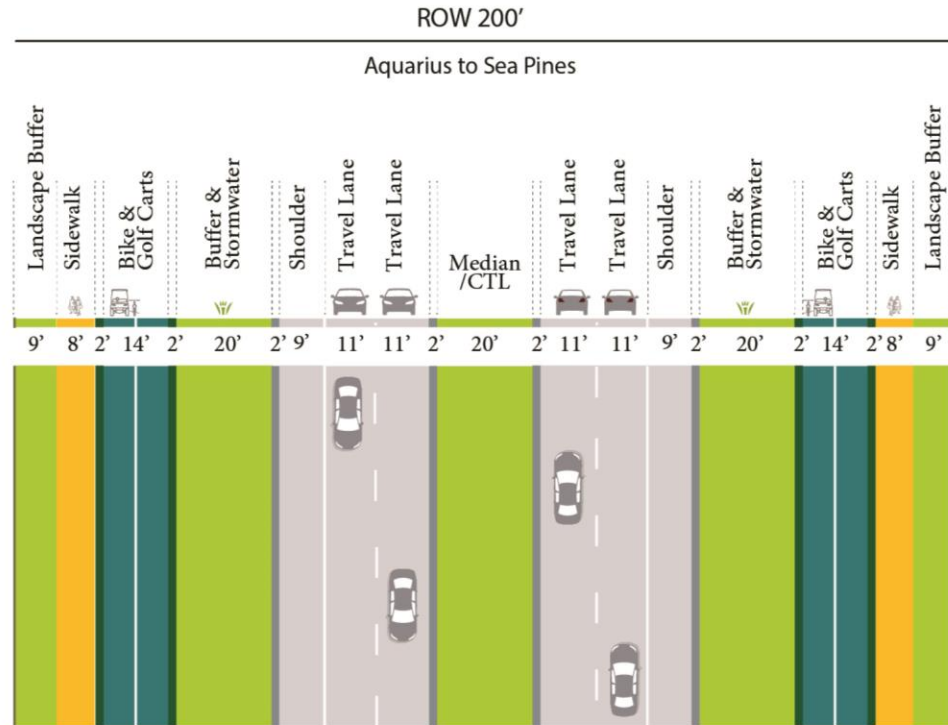 ROW 200’
Aquarius to Sea Pines
Landscape Buffer
Sidewalk
Bike &
Golf Carts
Buffer &
Stormwater
Shoulder
Travel Lane
Travel Lane
Median
/CTL
Travel Lane
Travel Lane
Shoulder
Buffer &
Stormwater
Bike &
Golf Carts
Sidewalk
Landscape Buffer
9’ 8’ 2’ 14’ 2’ 20’ 2’ 9’ 11’ 11’ 2’ 20’ 2’ 11’ 11’ 9’ 2’ 20’ 2’ 14’ 2’ 8’ 9’